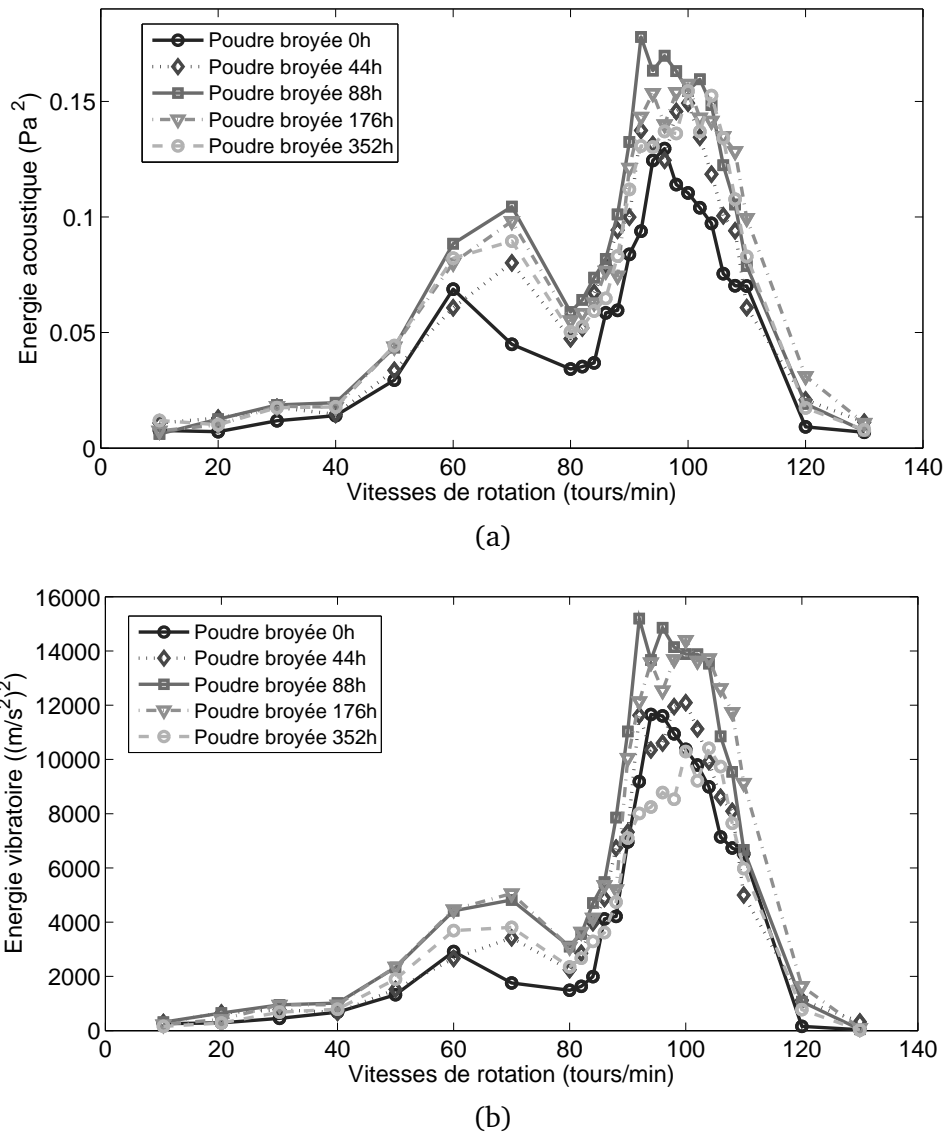 Energie acoustique (Pa²)
0.15
0.1
0.05
0
Poudre broyée 0h
Poudre broyée 44h
Poudre broyée 88h
Poudre broyée 176h
Poudre broyée 352h
0 20 40 60 80 100 120 140
Vitesses de rotation (tours/min)
(a)
Energie vibratoire ((m/s²)²)
16000
14000
12000
10000
8000
6000
4000
2000
0
Poudre broyée 0h
Poudre broyée 44h
Poudre broyée 88h
Poudre broyée 176h
Poudre broyée 352h
0 20 40 60 80 100 120 140
Vitesses de rotation (tours/min)
(b)